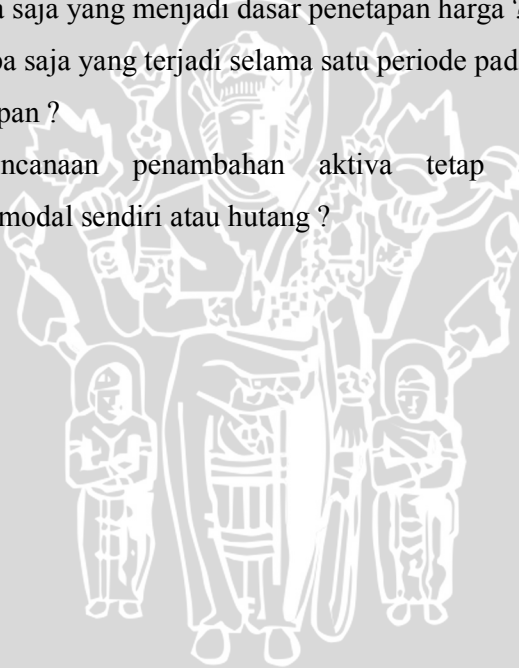 saja yang menjadi dasar penetapan harga ?
saja yang terjadi selama satu periode pad
pan ?
ncanaan penambahan aktiva tetap
modal sendiri atau hutang ?